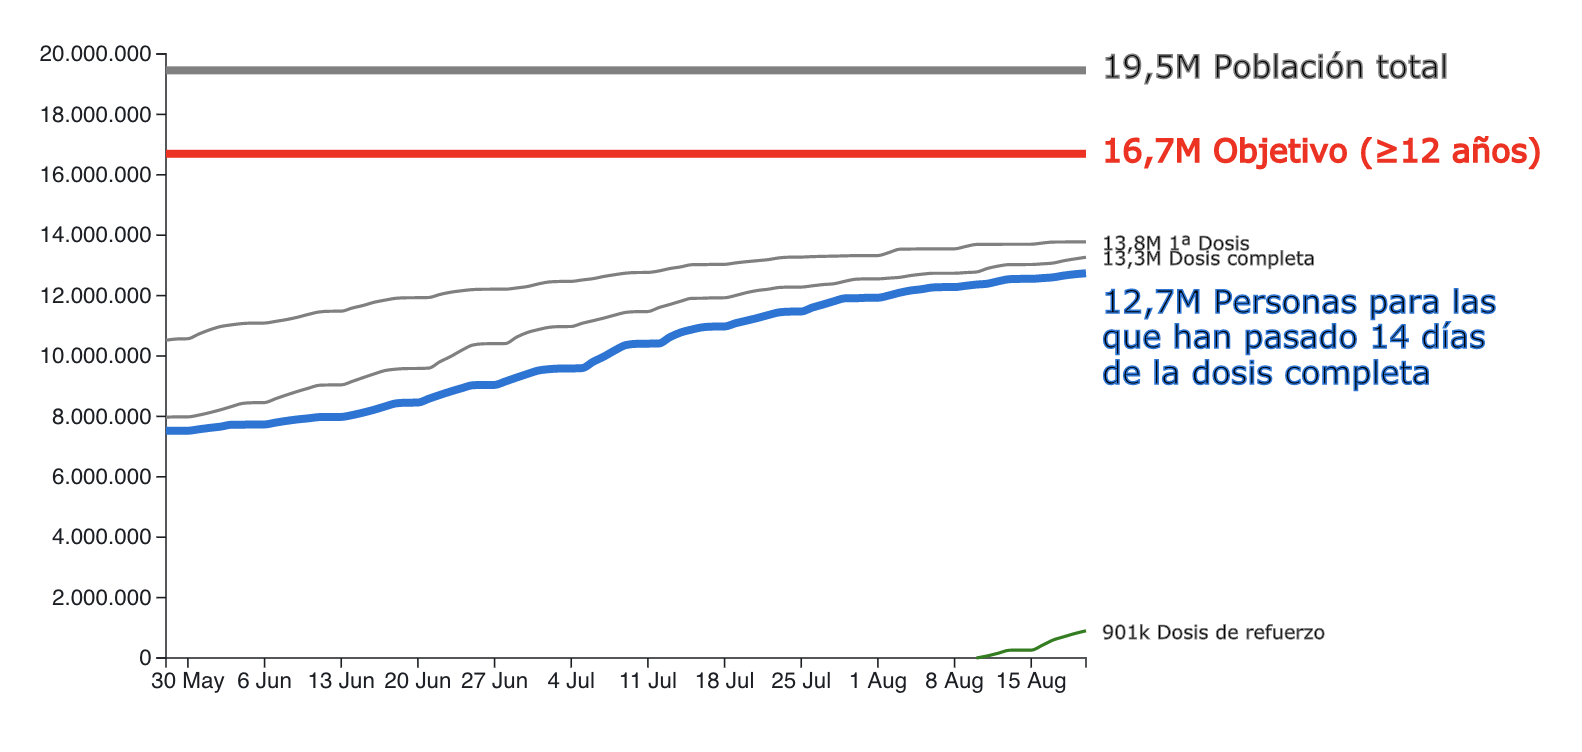 20.000.000
18.000.000
16.000.000
14.000.000
12.000.000
10.000.000
8.000.000
6.000.000
4.000.000
2.000.000
0
30 May 6 Jun 13 Jun 20 Jun 27 Jun 4 Jul 11 Jul 18 Jul 25 Jul 1 Aug 8 Aug 15 Aug
19,5M Población total
16,7M Objetivo (≥12 años)
13,8M 1ª Dosis
13,3M Dosis completa
12,7M Personas para las
que han pasado 14 días
de la dosis completa
901k Dosis de refuerzo